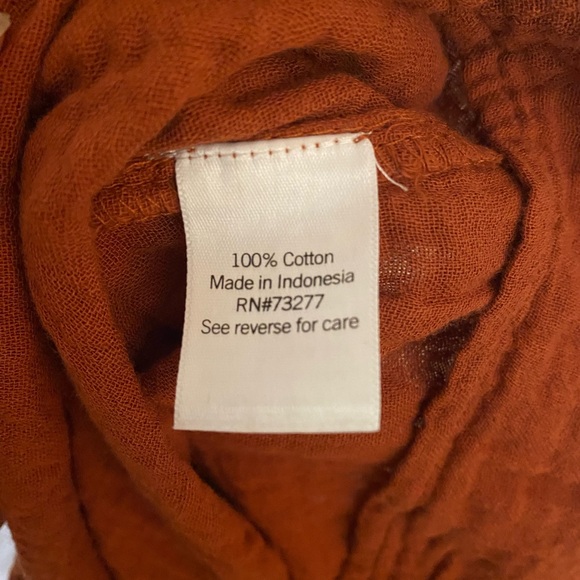 100% Cotton
Made in Indonesia
RN#73277
See reverse for care